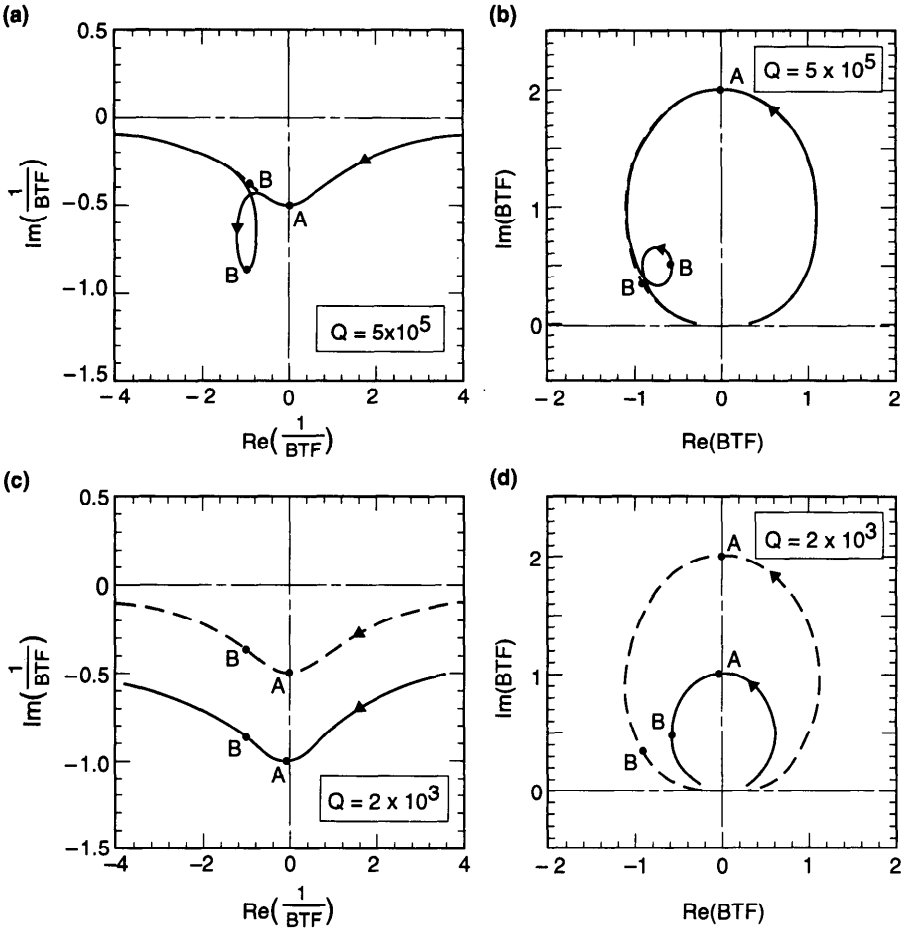 (a)
0.5
0
−0.5
−1.0
−1.5
Im(1/BTF)
B
A
B
Q = 5x10^5
−4 −2 0 2 4
Re(1/BTF)
(b)
2
1
0
Im(BTF)
A
Q = 5 x 10^5
B
B
−2 −1 0 1 2
Re(BTF)
(c)
0.5
0
−0.5
−1.0
−1.5
Im(1/BTF)
B
A
B
A
Q = 2 x 10^3
−4 −2 0 2 4
Re(1/BTF)
(d)
2
1
0
Im(BTF)
A
Q = 2 x 10^3
A
B
B
−2 −1 0 1 2
Re(BTF)